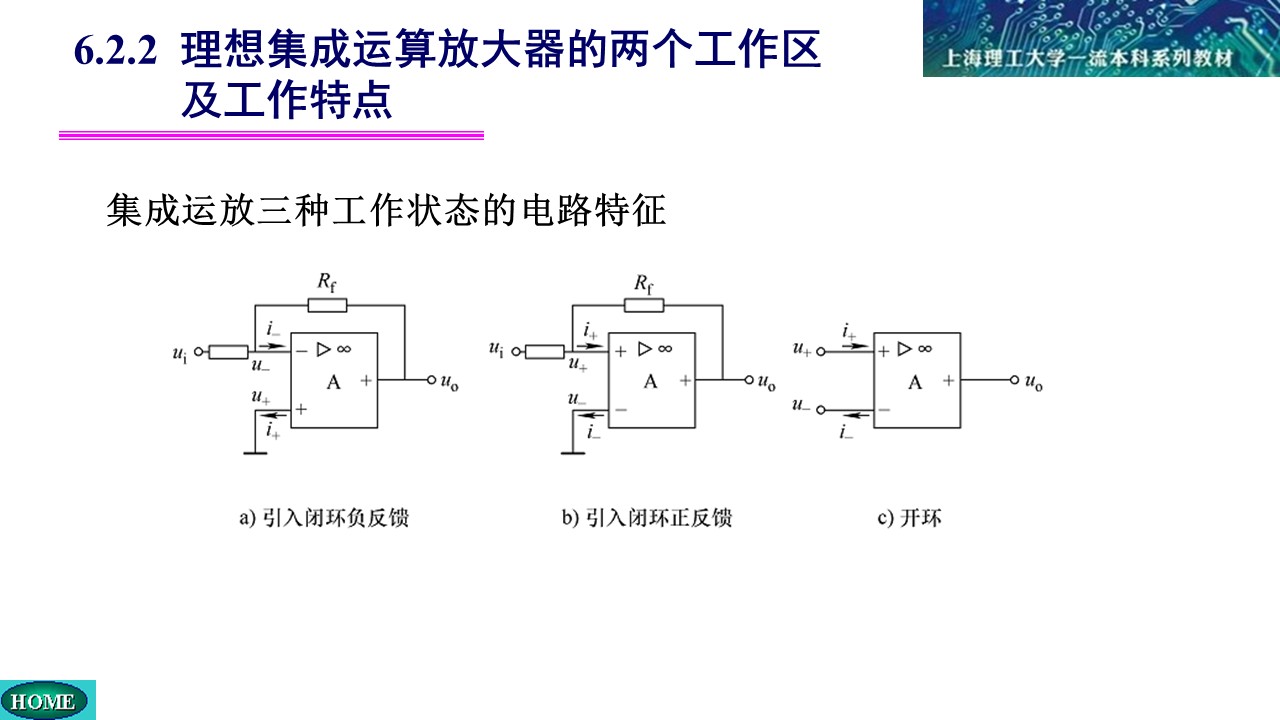 6.2.2 理想集成运算放大器的两个工作区
及工作特点
上海理工大学一流本科系列教材
集成运放三种工作状态的电路特征
Rf
i−
ui
u−
− ▷ ∞
A
+
uo
u+
+
i+
a) 引入闭环负反馈
Rf
i+
ui
u+
+ ▷ ∞
A
+
uo
u−
−
i−
b) 引入闭环正反馈
i+
u+
+ ▷ ∞
A
+
uo
u−
−
i−
c) 开环
HOME